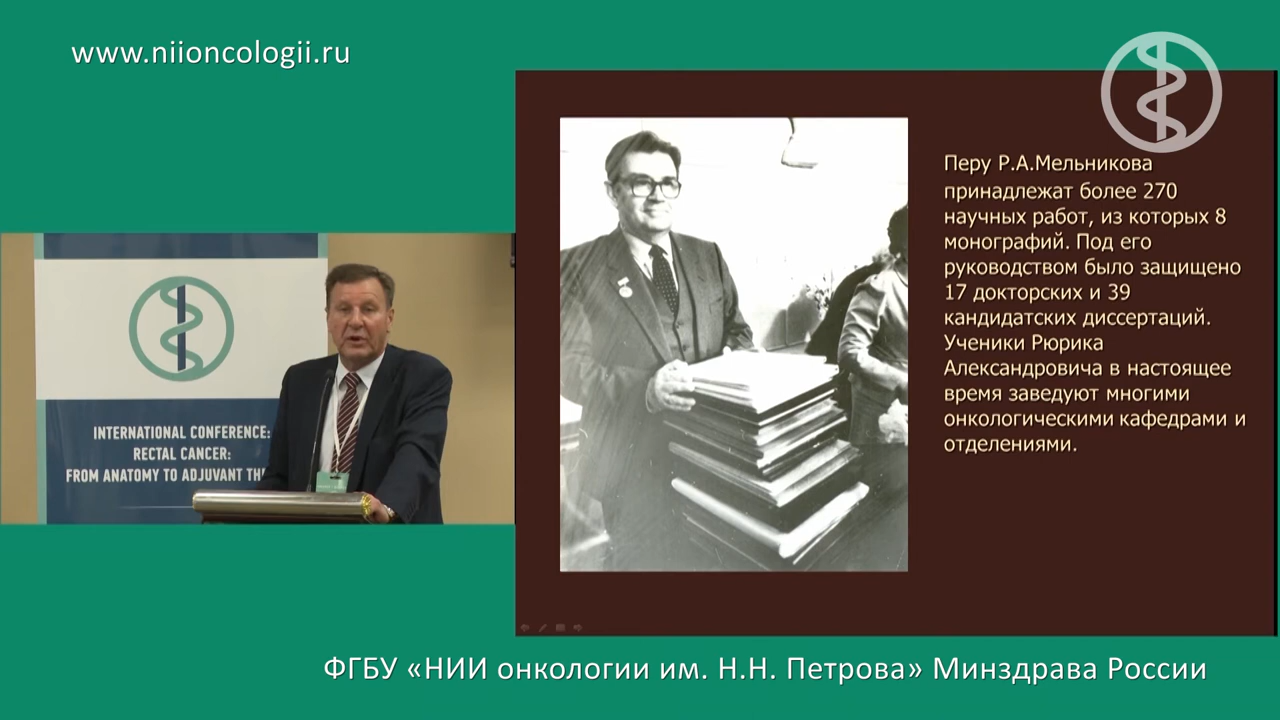 www.niioncologii.ru
Перу Р.А.Мельникова
принадлежат более 270
научных работ, из которых 8
монографий. Под его
руководством было защищено
17 докторских и 39
кандидатских диссертаций.
Ученики Рюрика
Александровича в настоящее
время заведуют многими
онкологическими кафедрами и
отделениями.
INTERNATIONAL CONFERENCE:
RECTAL CANCER:
FROM ANATOMY TO ADJUVANT
ФГБУ «НИИ онкологии им. Н.Н. Петрова» Минздрава России